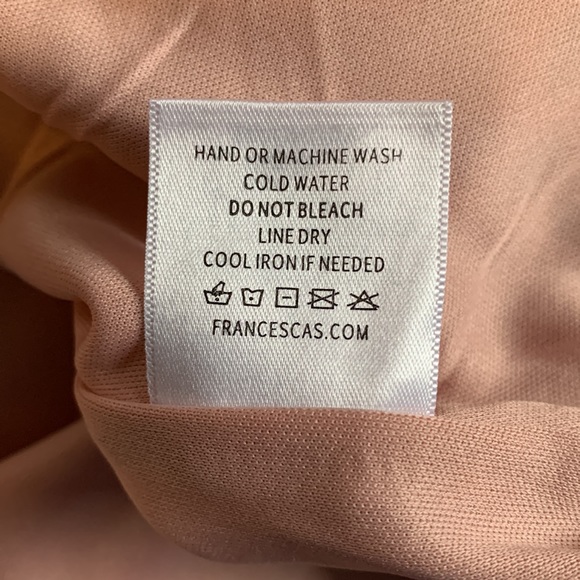 HAND OR MACHINE WASH
COLD WATER
DO NOT BLEACH
LINE DRY
COOL IRON IF NEEDED
FRANCESCAS.COM